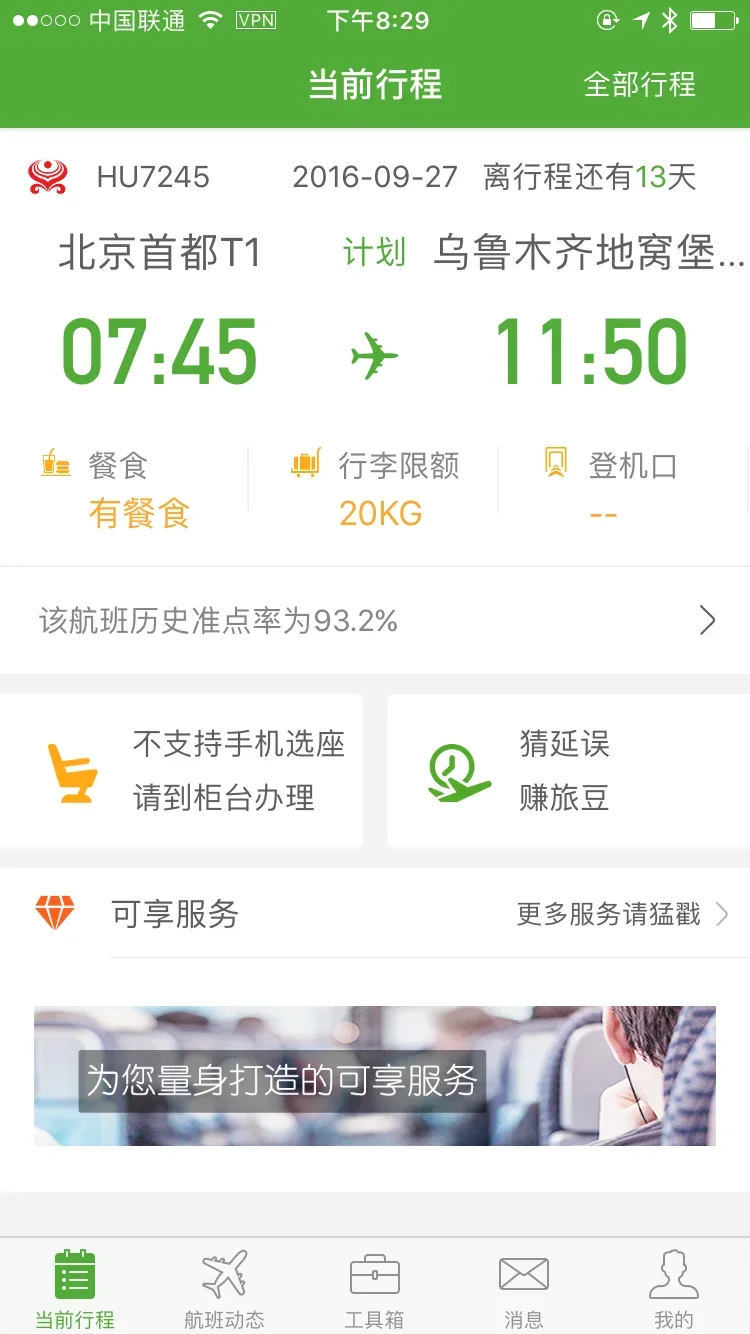 中国联通 VPN 下午8:29
当前行程 全部行程
HU7245 2016-09-27 离行程还有13天
北京首都T1 计划 乌鲁木齐地窝堡...
07:45 11:50
餐食 行李限额 登机口
有餐食 20KG --
该航班历史准点率为93.2%
不支持手机选座
请到柜台办理
猜延误
赚旅豆
可享服务 更多服务请猛戳
为您量身打造的可享服务
当前行程 航班动态 工具箱 消息 我的